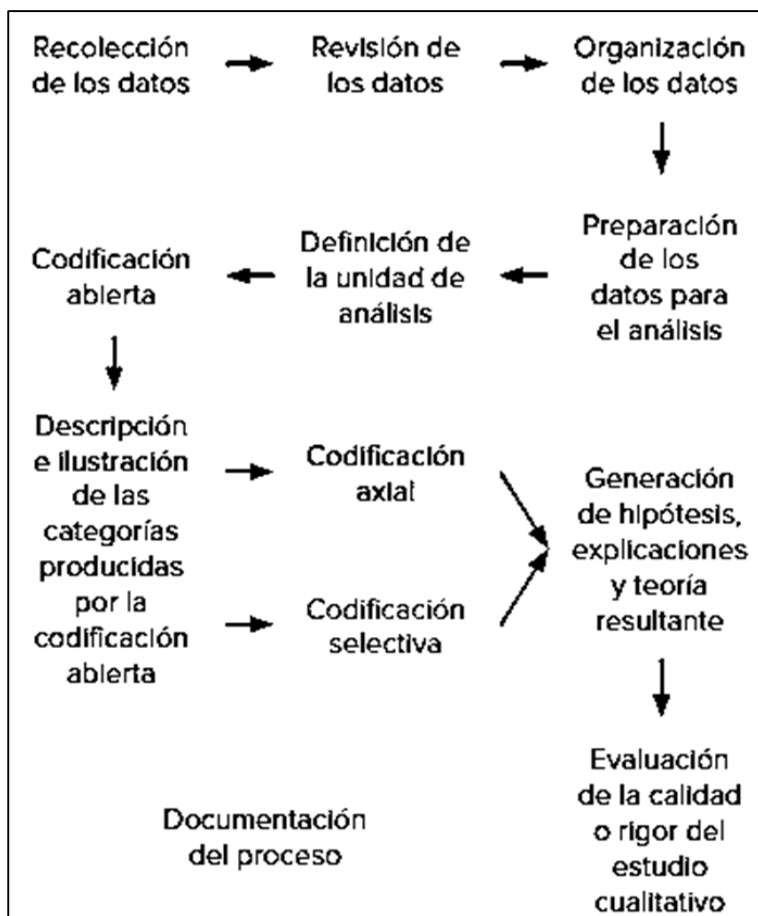 Recolección
de los datos
Revisión de
los datos
Organización
de los datos
Preparación
de los
datos para
el análisis
Definición de
la unidad de
análisis
Codificación
abierta
Descripción
e ilustración
de las
categorías
producidas
por la
codificación
abierta
Codificación
axial
Codificación
selectiva
Generación
de hipótesis,
explicaciones
y teoría
resultante
Evaluación
de la calidad
o rigor del
estudio
cualitativo
Documentación
del proceso